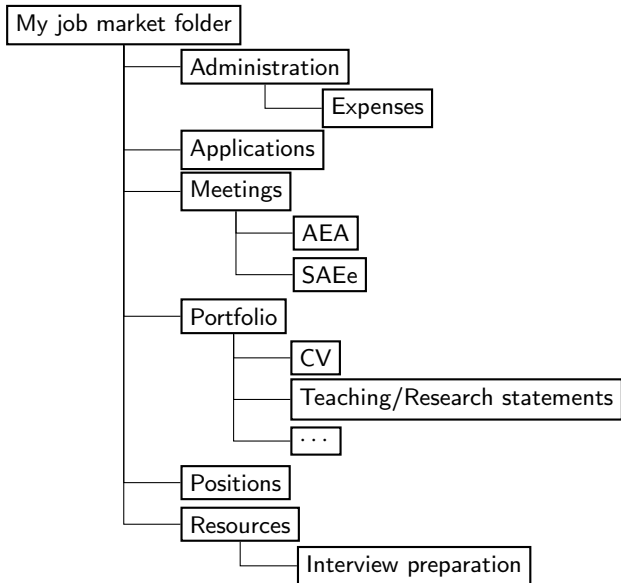 My job market folder
Administration
Expenses
Applications
Meetings
AEA
SAEe
Portfolio
CV
Teaching/Research statements
···
Positions
Resources
Interview preparation